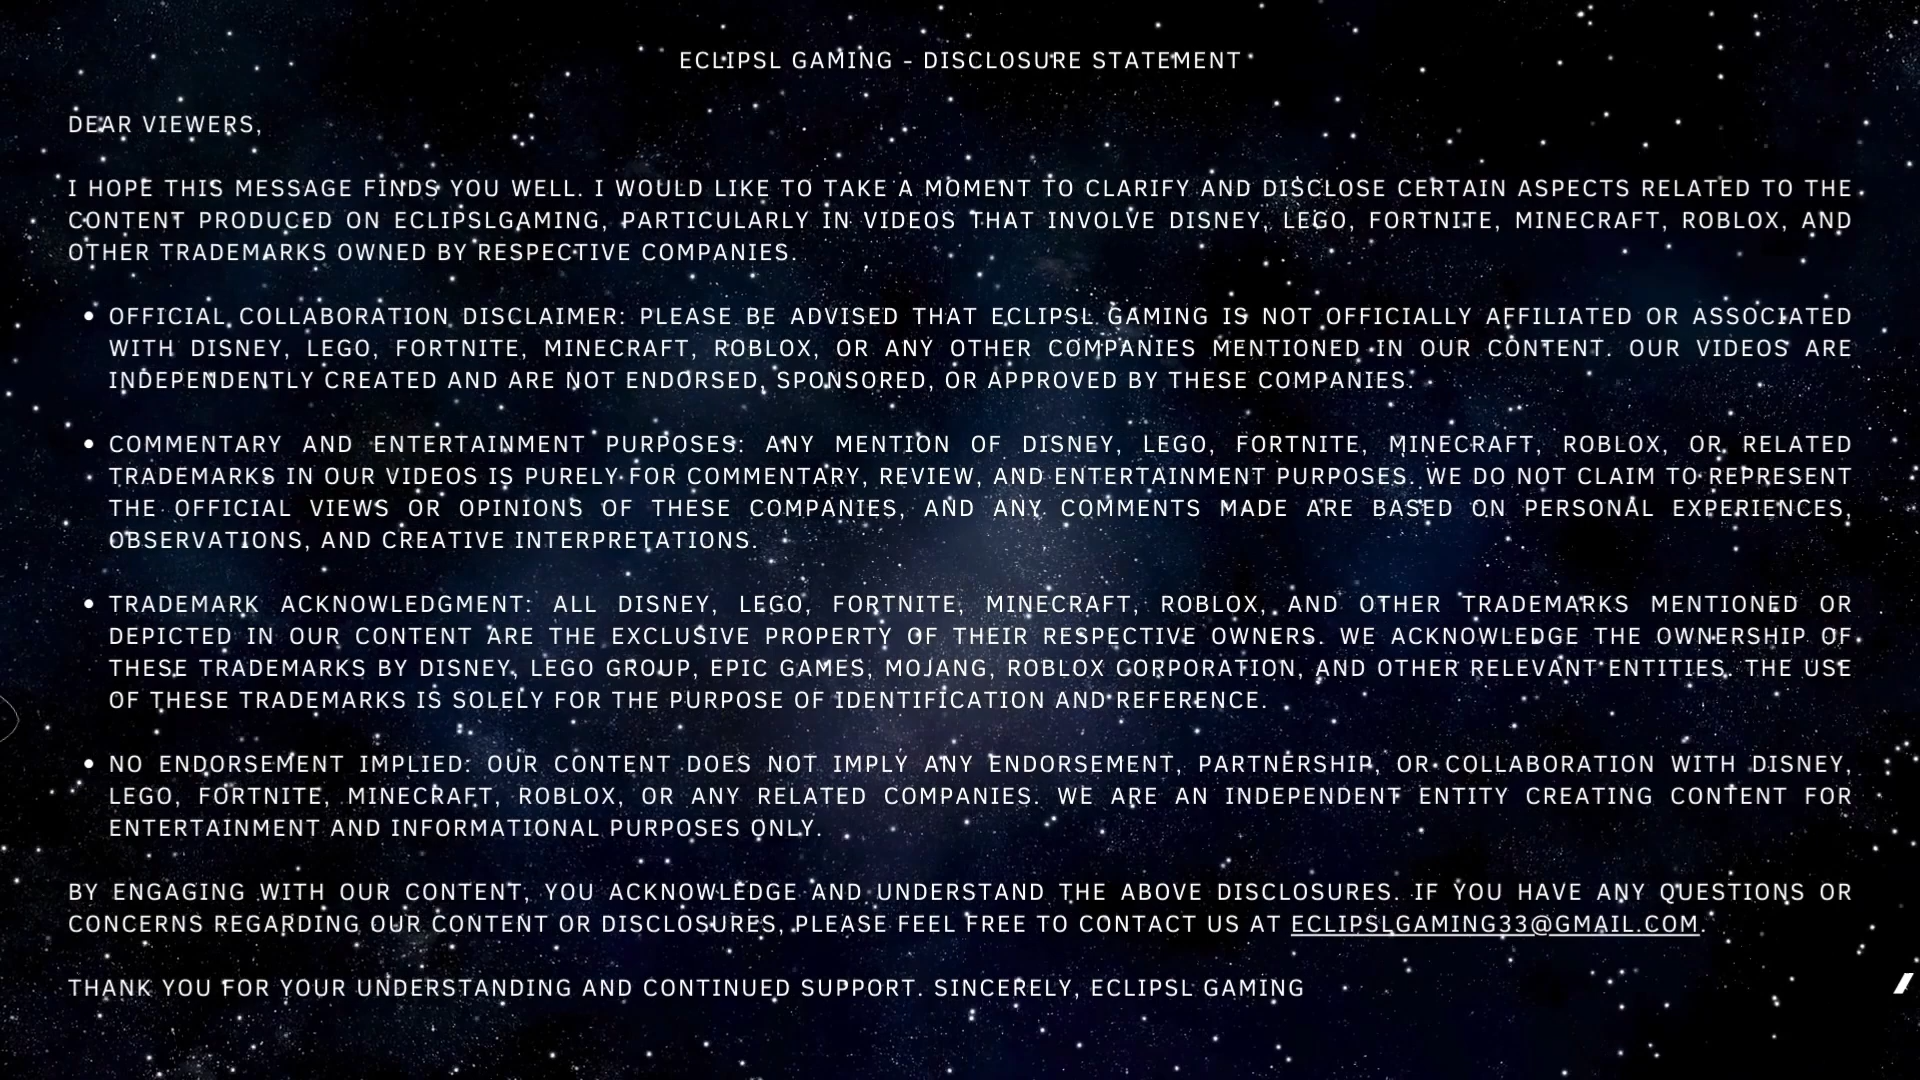 ECLIPSL GAMING - DISCLOSURE STATEMENT
DEAR VIEWERS,
I HOPE THIS MESSAGE FINDS YOU WELL. I WOULD LIKE TO TAKE A MOMENT TO CLARIFY AND DISCLOSE CERTAIN ASPECTS RELATED TO THE
CONTENT PRODUCED ON ECLIPSLGAMING, PARTICULARLY IN VIDEOS THAT INVOLVE DISNEY, LEGO, FORTNITE, MINECRAFT, ROBLOX, AND
OTHER TRADEMARKS OWNED BY RESPECTIVE COMPANIES.
• OFFICIAL COLLABORATION DISCLAIMER: PLEASE BE ADVISED THAT ECLIPSL GAMING IS NOT OFFICIALLY AFFILIATED OR ASSOCIATED
WITH DISNEY, LEGO, FORTNITE, MINECRAFT, ROBLOX, OR ANY OTHER COMPANIES MENTIONED IN OUR CONTENT. OUR VIDEOS ARE
INDEPENDENTLY CREATED AND ARE NOT ENDORSED, SPONSORED, OR APPROVED BY THESE COMPANIES.
• COMMENTARY AND ENTERTAINMENT PURPOSES: ANY MENTION OF DISNEY, LEGO, FORTNITE, MINECRAFT, ROBLOX, OR RELATED
TRADEMARKS IN OUR VIDEOS IS PURELY FOR COMMENTARY, REVIEW, AND ENTERTAINMENT PURPOSES. WE DO NOT CLAIM TO REPRESENT
THE OFFICIAL VIEWS OR OPINIONS OF THESE COMPANIES, AND ANY COMMENTS MADE ARE BASED ON PERSONAL EXPERIENCES,
OBSERVATIONS, AND CREATIVE INTERPRETATIONS.
• TRADEMARK ACKNOWLEDGMENT: ALL DISNEY, LEGO, FORTNITE, MINECRAFT, ROBLOX, AND OTHER TRADEMARKS MENTIONED OR
DEPICTED IN OUR CONTENT ARE THE EXCLUSIVE PROPERTY OF THEIR RESPECTIVE OWNERS. WE ACKNOWLEDGE THE OWNERSHIP OF
THESE TRADEMARKS BY DISNEY, LEGO GROUP, EPIC GAMES, MOJANG, ROBLOX CORPORATION, AND OTHER RELEVANT ENTITIES. THE USE
OF THESE TRADEMARKS IS SOLELY FOR THE PURPOSE OF IDENTIFICATION AND REFERENCE.
• NO ENDORSEMENT IMPLIED: OUR CONTENT DOES NOT IMPLY ANY ENDORSEMENT, PARTNERSHIP, OR COLLABORATION WITH DISNEY,
LEGO, FORTNITE, MINECRAFT, ROBLOX, OR ANY RELATED COMPANIES. WE ARE AN INDEPENDENT ENTITY CREATING CONTENT FOR
ENTERTAINMENT AND INFORMATIONAL PURPOSES ONLY.
BY ENGAGING WITH OUR CONTENT, YOU ACKNOWLEDGE AND UNDERSTAND THE ABOVE DISCLOSURES. IF YOU HAVE ANY QUESTIONS OR
CONCERNS REGARDING OUR CONTENT OR DISCLOSURES, PLEASE FEEL FREE TO CONTACT US AT ECLIPSLGAMING33@GMAIL.COM.
THANK YOU FOR YOUR UNDERSTANDING AND CONTINUED SUPPORT. SINCERELY, ECLIPSL GAMING